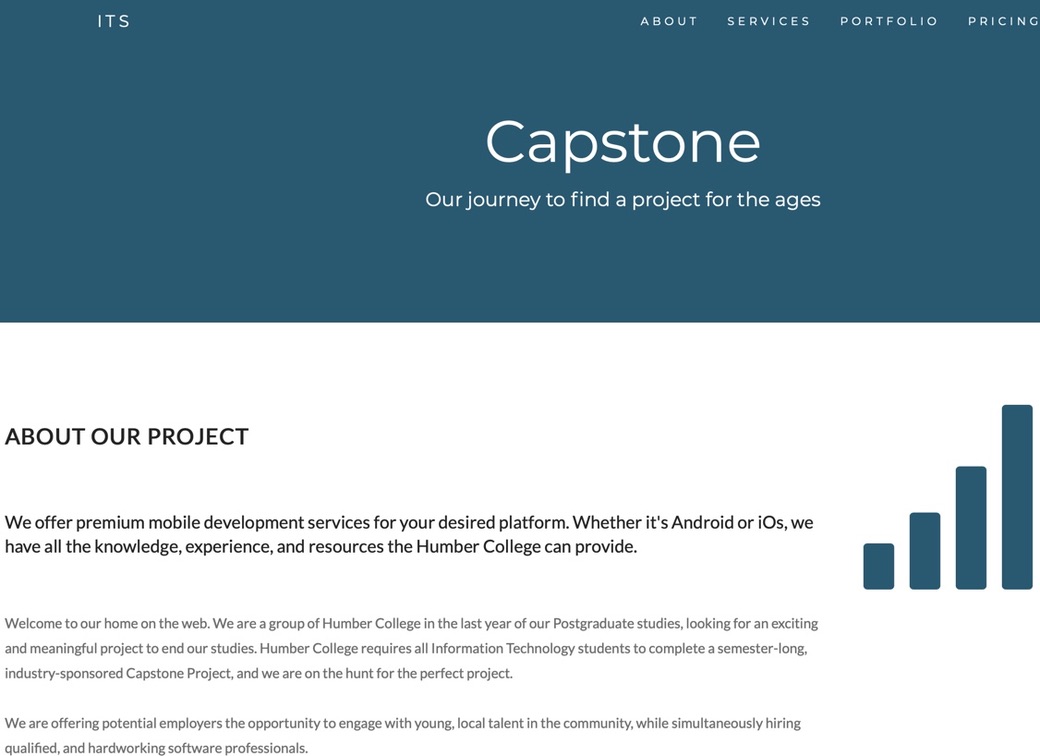 ITS
ABOUT SERVICES PORTFOLIO PRICING
Capstone
Our journey to find a project for the ages
ABOUT OUR PROJECT
We offer premium mobile development services for your desired platform. Whether it's Android or iOs, we
have all the knowledge, experience, and resources the Humber College can provide.
Welcome to our home on the web. We are a group of Humber College in the last year of our Postgraduate studies, looking for an exciting
and meaningful project to end our studies. Humber College requires all Information Technology students to complete a semester-long,
industry-sponsored Capstone Project, and we are on the hunt for the perfect project.
We are offering potential employers the opportunity to engage with young, local talent in the community, while simultaneously hiring
qualified, and hardworking software professionals.